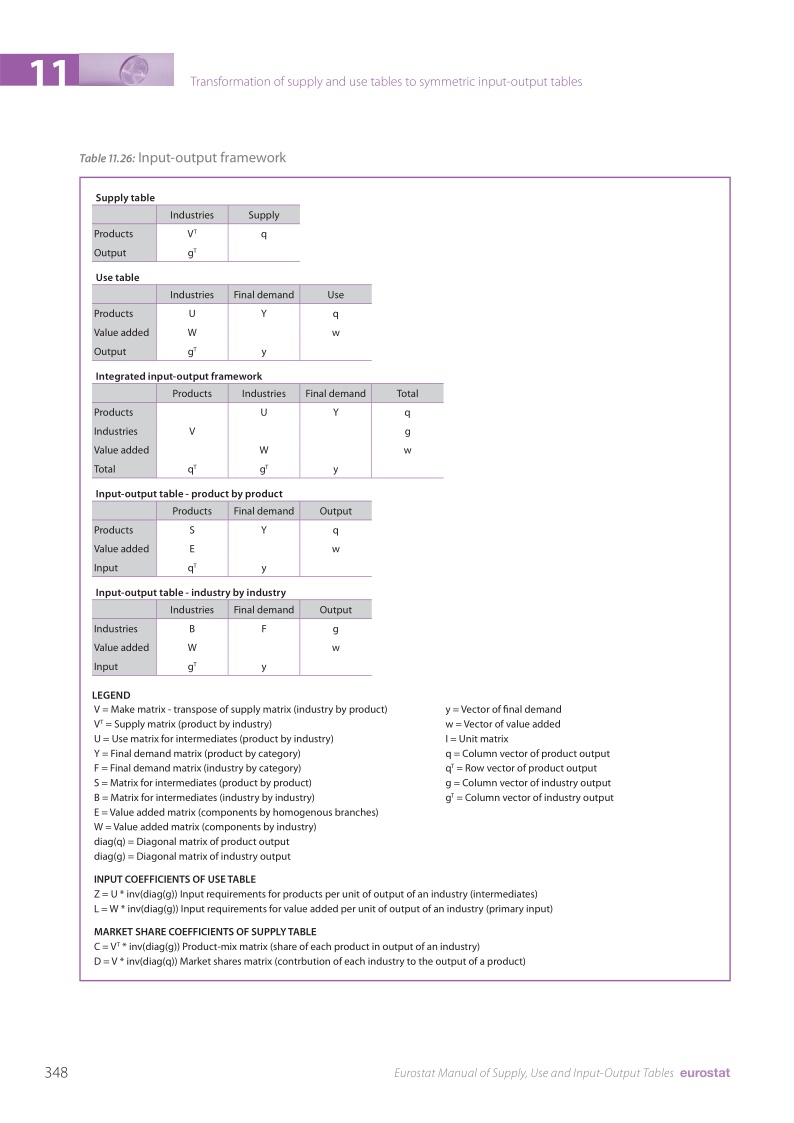 11
Transformation of supply and use tables to symmetric input-output tables
Table 11.26: Input-output framework
Supply table
Industries Supply
Products Vᵀ q
Output gᵀ
Use table
Industries Final demand Use
Products U Y q
Value added W w
Output gᵀ y
Integrated input-output framework
Products Industries Final demand Total
Products U Y q
Industries V g
Value added W w
Total qᵀ gᵀ y
Input-output table - product by product
Products Final demand Output
Products S Y q
Value added E w
Input qᵀ y
Input-output table - industry by industry
Industries Final demand Output
Industries B F g
Value added W w
Input gᵀ y
LEGEND
V = Make matrix - transpose of supply matrix (industry by product)
Vᵀ = Supply matrix (product by industry)
U = Use matrix for intermediates (product by industry)
Y = Final demand matrix (product by category)
F = Final demand matrix (industry by category)
S = Matrix for intermediates (product by product)
B = Matrix for intermediates (industry by industry)
E = Value added matrix (components by homogenous branches)
W = Value added matrix (components by industry)
diag(q) = Diagonal matrix of product output
diag(g) = Diagonal matrix of industry output
y = Vector of final demand
w = Vector of value added
I = Unit matrix
q = Column vector of product output
qᵀ = Row vector of product output
g = Column vector of industry output
gᵀ = Column vector of industry output
INPUT COEFFICIENTS OF USE TABLE
Z = U * inv(diag(g)) Input requirements for products per unit of output of an industry (intermediates)
L = W * inv(diag(g)) Input requirements for value added per unit of output of an industry (primary input)
MARKET SHARE COEFFICIENTS OF SUPPLY TABLE
C = Vᵀ * inv(diag(g)) Product-mix matrix (share of each product in output of an industry)
D = V * inv(diag(q)) Market shares matrix (contrbution of each industry to the output of a product)
348
Eurostat Manual of Supply, Use and Input-Output Tables eurostat